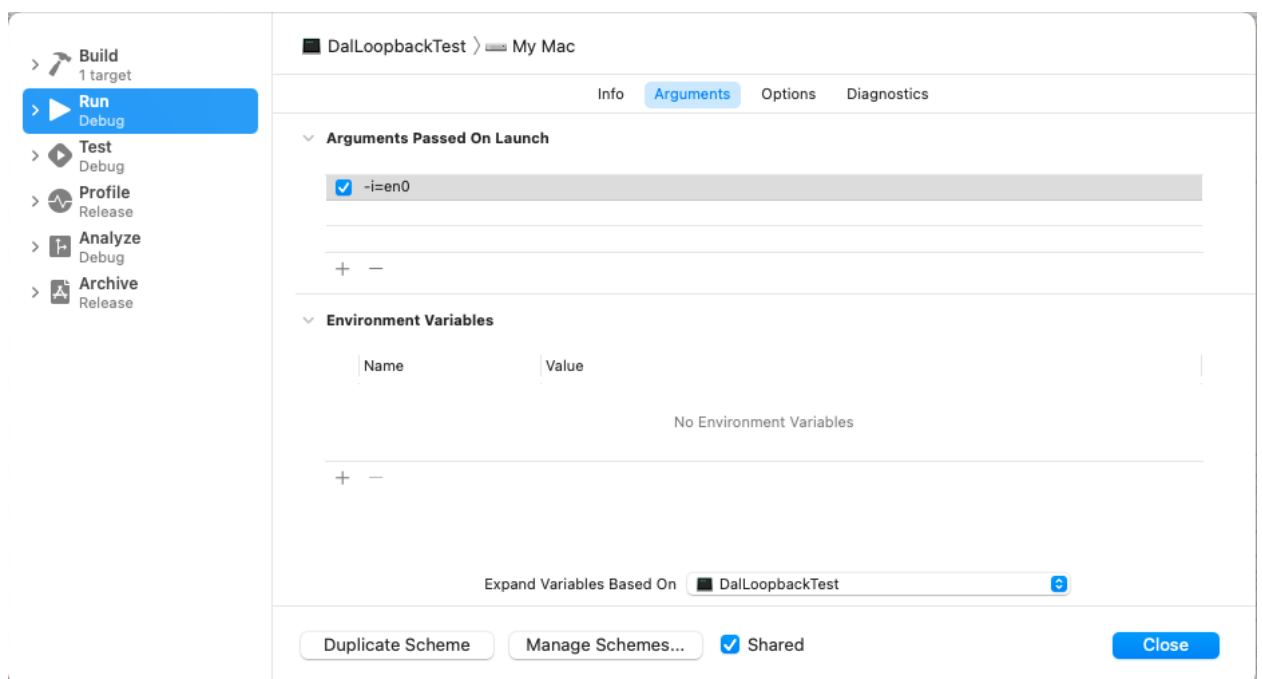 Build
1 target
Run
Debug
Test
Debug
Profile
Release
Analyze
Debug
Archive
Release
DalLoopbackTest My Mac
Info Arguments Options Diagnostics
Arguments Passed On Launch
-i=en0
Environment Variables
Name Value
No Environment Variables
Expand Variables Based On DalLoopbackTest
Duplicate Scheme Manage Schemes... Shared Close